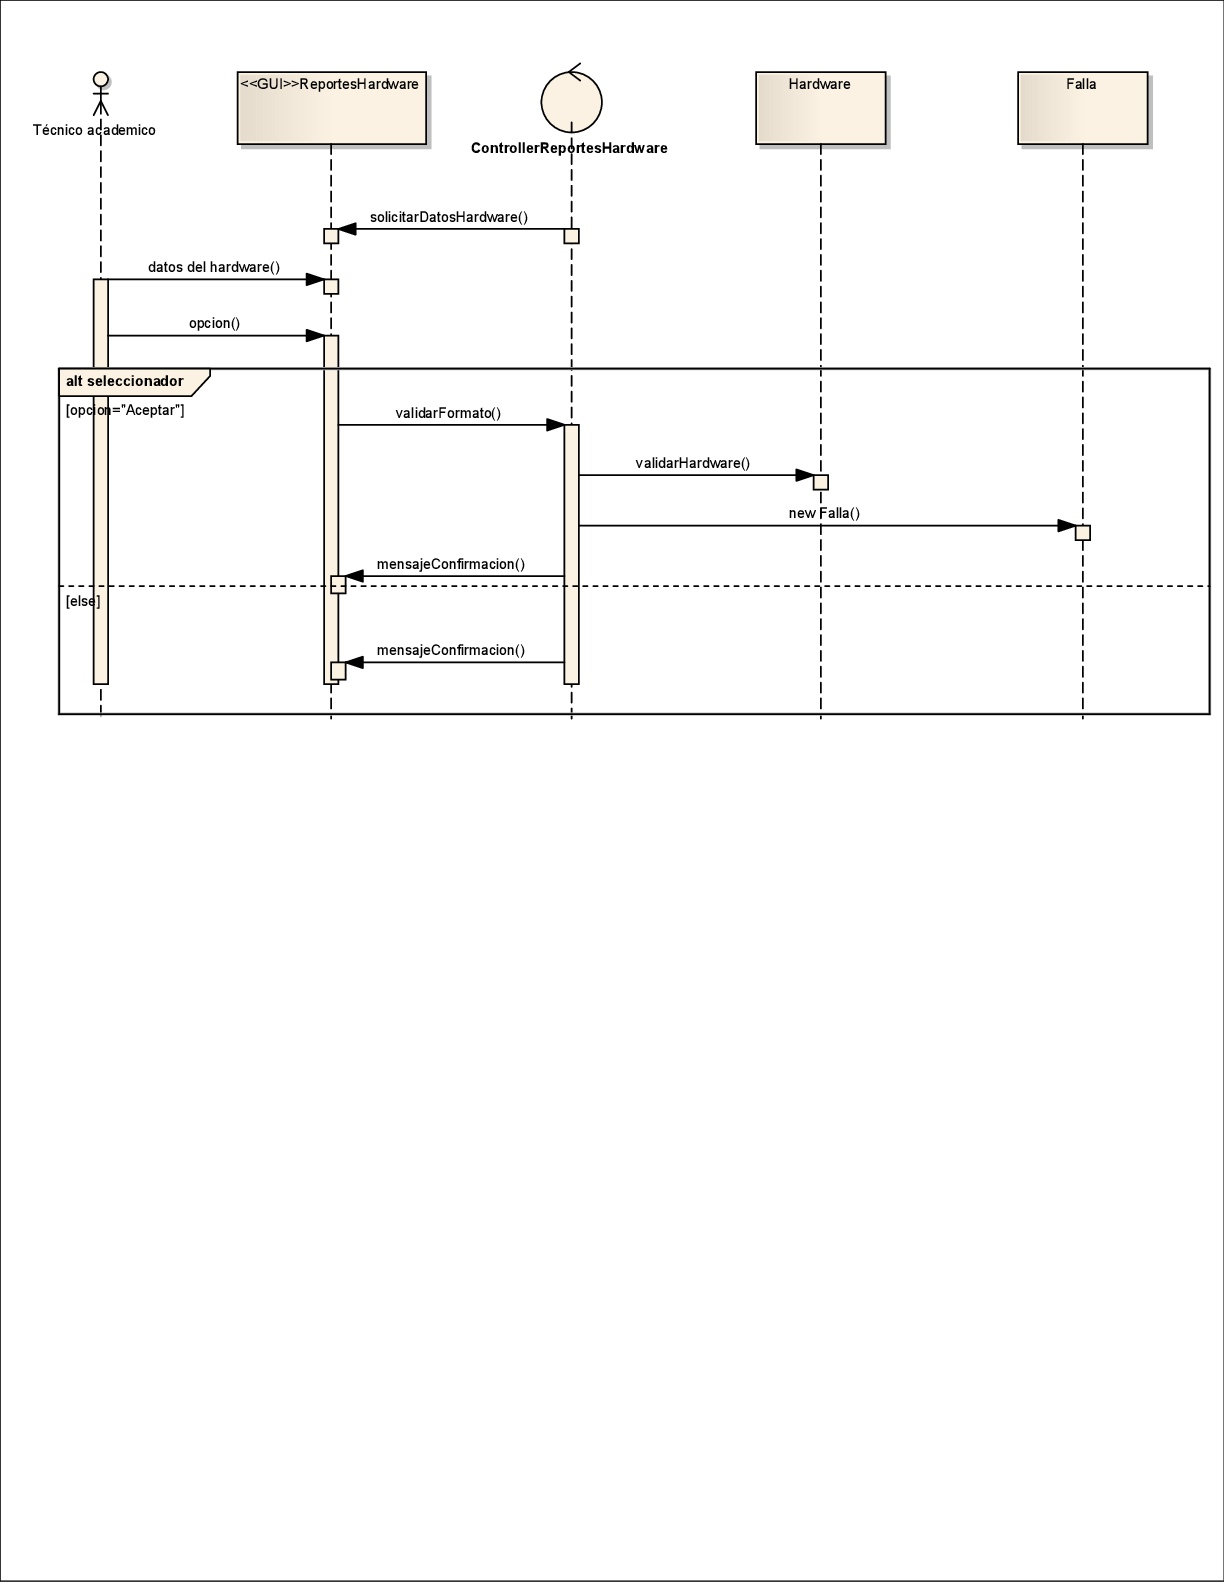 <<GUI>>ReportesHardware
Hardware
Falla
Técnico academico
ControllerReportesHardware
solicitarDatosHardware()
datos del hardware()
opcion()
alt seleccionador
[opcion="Aceptar"]
validarFormato()
validarHardware()
new Falla()
mensajeConfirmacion()
[else]
mensajeConfirmacion()